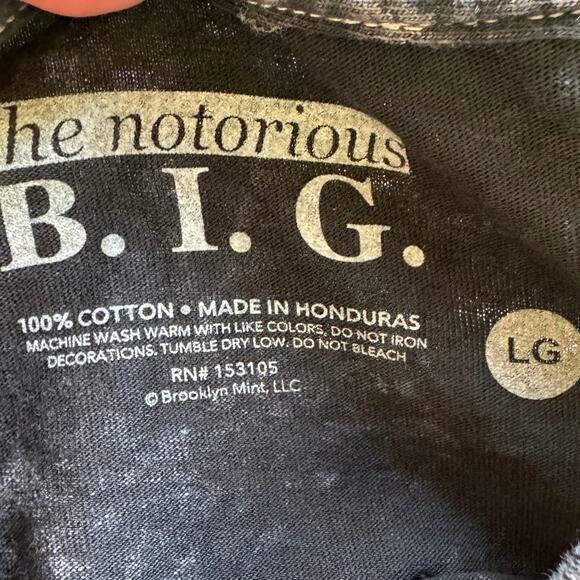 he notorious
B. I. G.
100% COTTON • MADE IN HONDURAS
MACHINE WASH WARM WITH LIKE COLORS, DO NOT IRON
DECORATIONS. TUMBLE DRY LOW. DO NOT BLEACH
RN# 153105
© Brooklyn Mint, LLC
LG